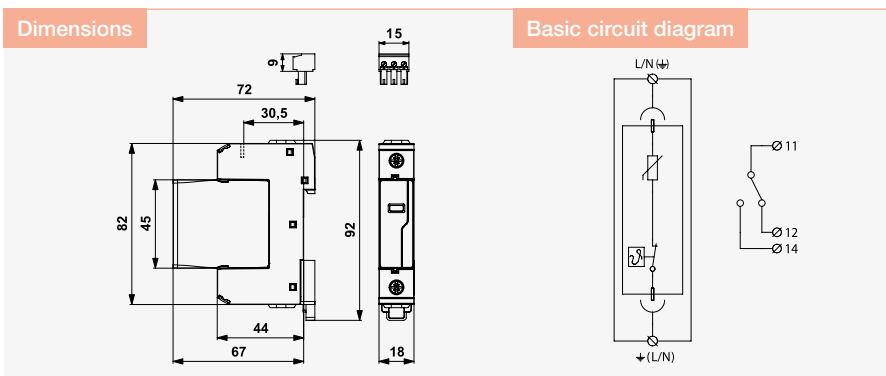 Dimensions
15
9
72
30,5
82
45
92
44
67
18
Basic circuit diagram
L/N (⏚)
11
12
14
ϑ
⏚ (L/N)